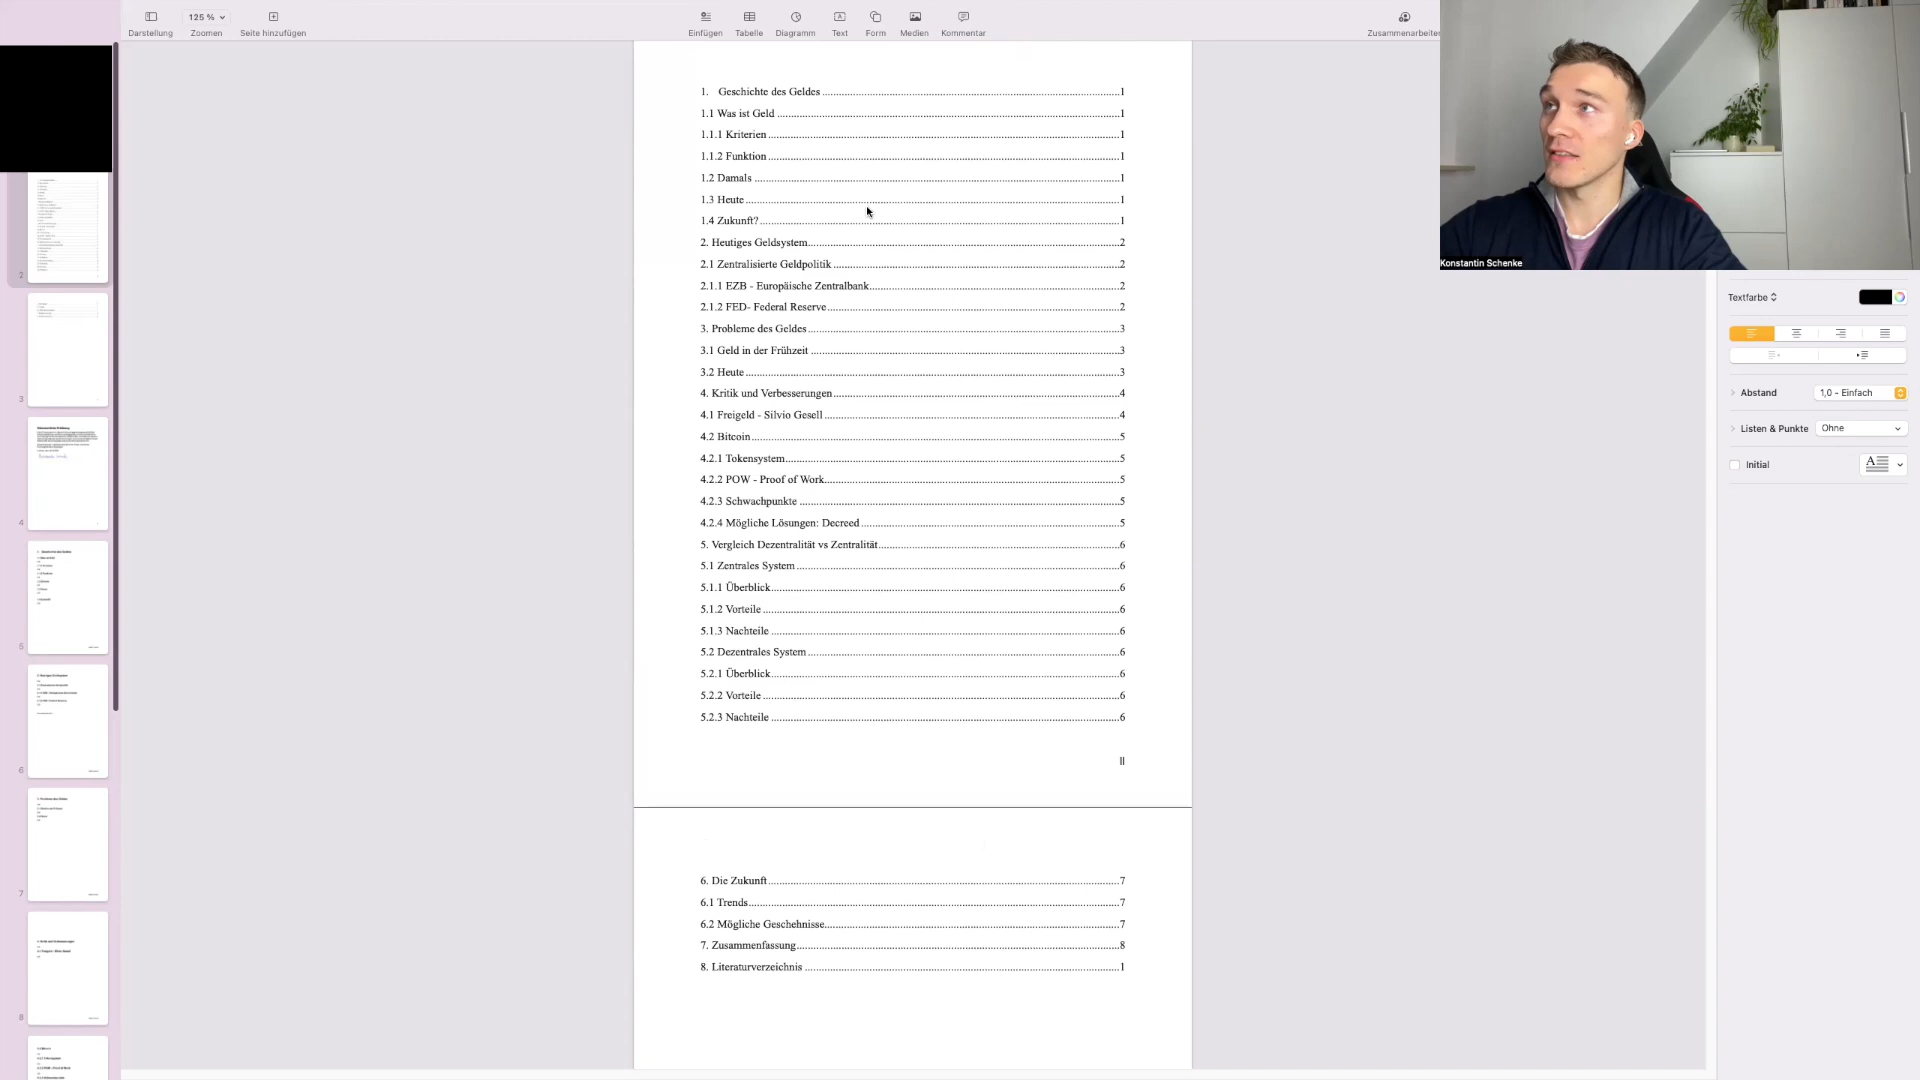 125 %
Darstellung Zoomen Seite hinzufügen
Einfügen Tabelle Diagramm Text Form Medien Kommentar
Zusammenarbeiten
1. Geschichte des Geldes ........ 1
1.1 Was ist Geld ........ 1
1.1.1 Kriterien ........ 1
1.1.2 Funktion ........ 1
1.2 Damals ........ 1
1.3 Heute ........ 1
1.4 Zukunft? ........ 1
2. Heutiges Geldsystem ........ 2
2.1 Zentralisierte Geldpolitik ........ 2
2.1.1 EZB - Europäische Zentralbank ........ 2
2.1.2 FED- Federal Reserve ........ 2
3. Probleme des Geldes ........ 3
3.1 Geld in der Frühzeit ........ 3
3.2 Heute ........ 3
4. Kritik und Verbesserungen ........ 4
4.1 Freigeld - Silvio Gesell ........ 4
4.2 Bitcoin ........ 5
4.2.1 Tokensystem ........ 5
4.2.2 POW - Proof of Work ........ 5
4.2.3 Schwachpunkte ........ 5
4.2.4 Mögliche Lösungen: Decreed ........ 5
5. Vergleich Dezentralität vs Zentralität ........ 6
5.1 Zentrales System ........ 6
5.1.1 Überblick ........ 6
5.1.2 Vorteile ........ 6
5.1.3 Nachteile ........ 6
5.2 Dezentrales System ........ 6
5.2.1 Überblick ........ 6
5.2.2 Vorteile ........ 6
5.2.3 Nachteile ........ 6
II
6. Die Zukunft ........ 7
6.1 Trends ........ 7
6.2 Mögliche Geschehnisse ........ 7
7. Zusammenfassung ........ 8
8. Literaturverzeichnis ........ 1
Konstantin Schenke
Textfarbe
Abstand 1,0 - Einfach
Listen & Punkte Ohne
Initial A
2
3
4
5
6
7
8